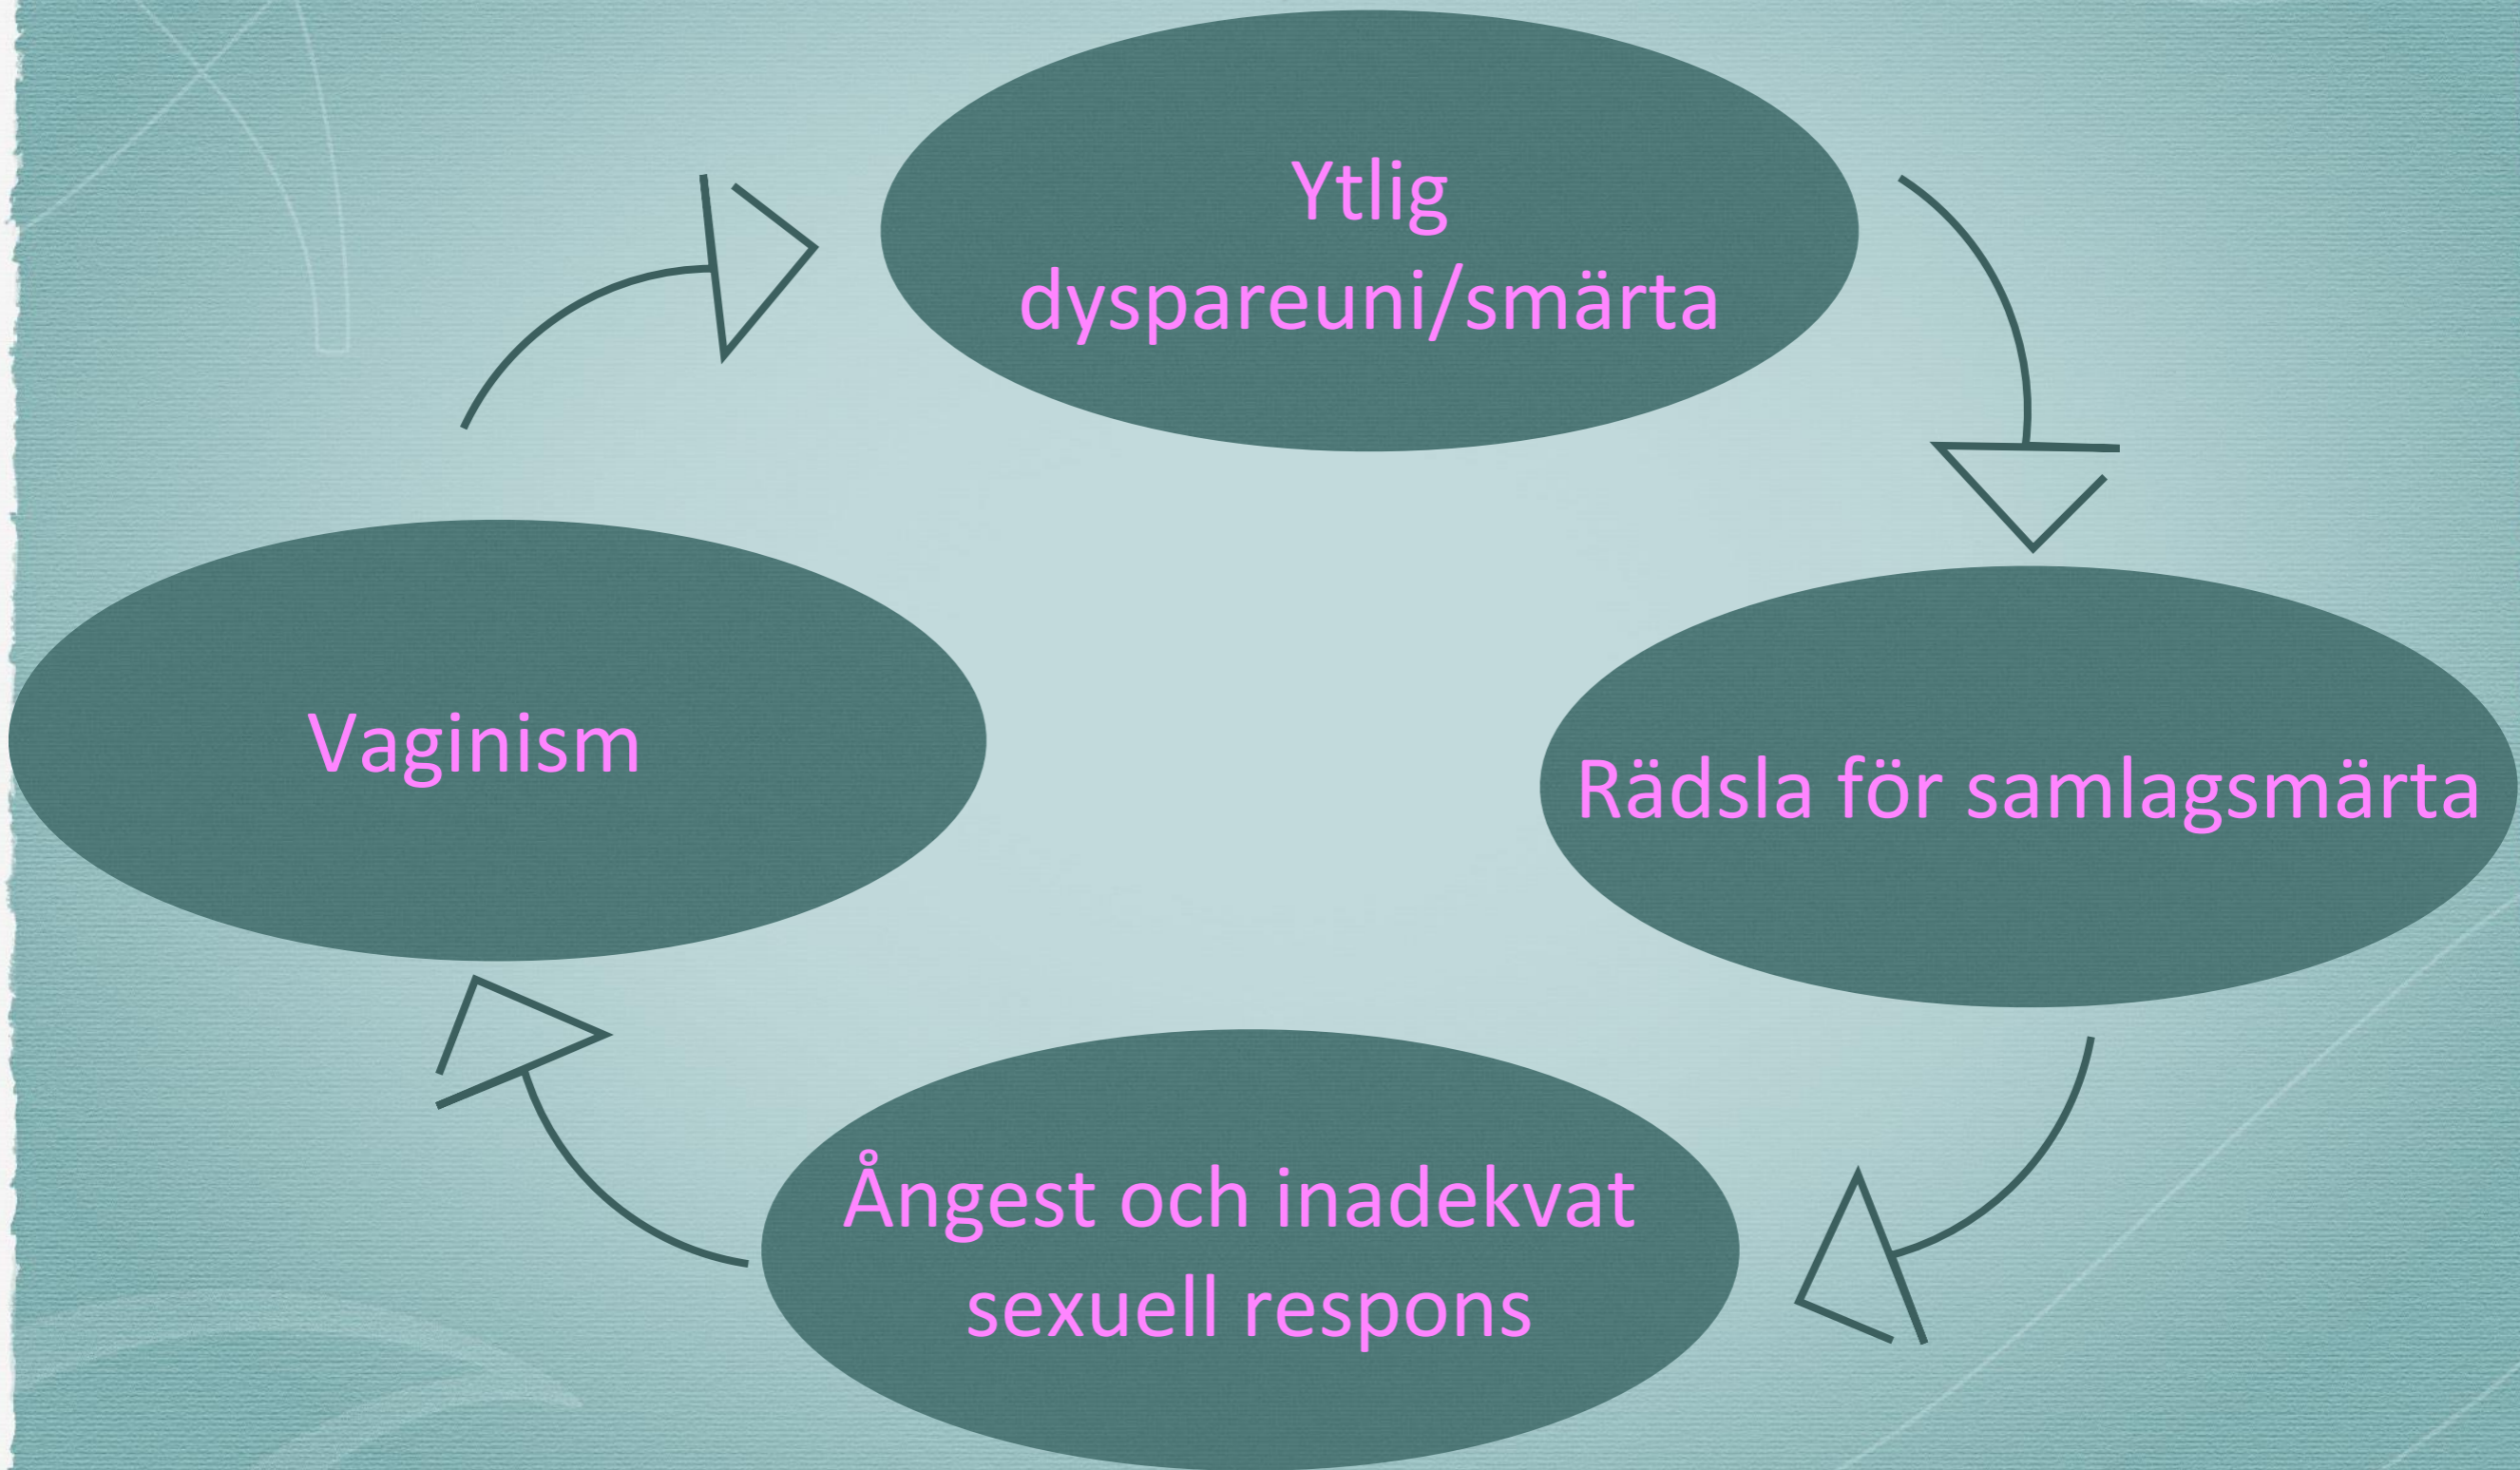 Ytlig
dyspareuni/smärta
Vaginism
Rädsla för samlagsmärta
Ångest och inadekvat
sexuell respons